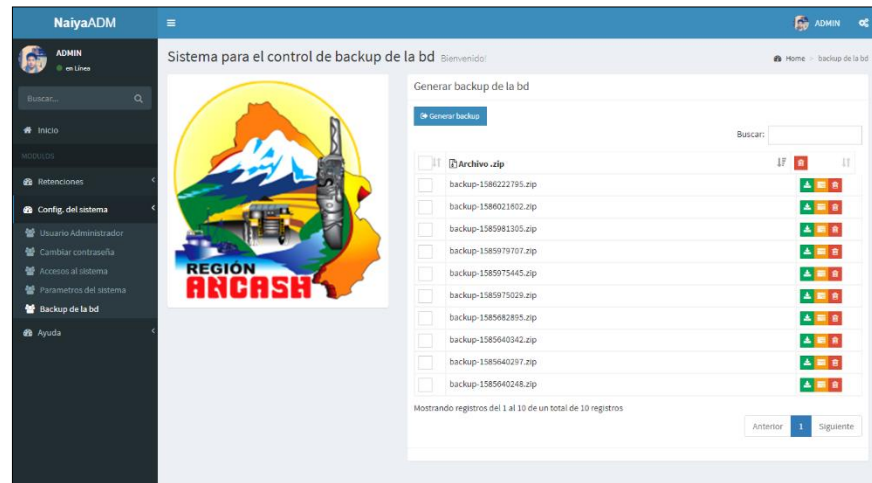 NaiyaADM
ADMIN
ADMIN
en Línea
Buscar...
Inicio
MODULOS
Retenciones
Config. del sistema
Usuario Administrador
Cambiar contraseña
Accesos al sistema
Parametros del sistema
Backup de la bd
Ayuda
Sistema para el control de backup de la bd Bienvenido!
Home > backup de la bd
REGIÓN
ANCASH
Generar backup de la bd
Generar backup
Buscar:
Archivo .zip
backup-1586222795.zip
backup-1586021602.zip
backup-1585981305.zip
backup-1585979707.zip
backup-1585975445.zip
backup-1585975029.zip
backup-1585682895.zip
backup-1585640342.zip
backup-1585640297.zip
backup-1585640248.zip
Mostrando registros del 1 al 10 de un total de 10 registros
Anterior 1 Siguiente